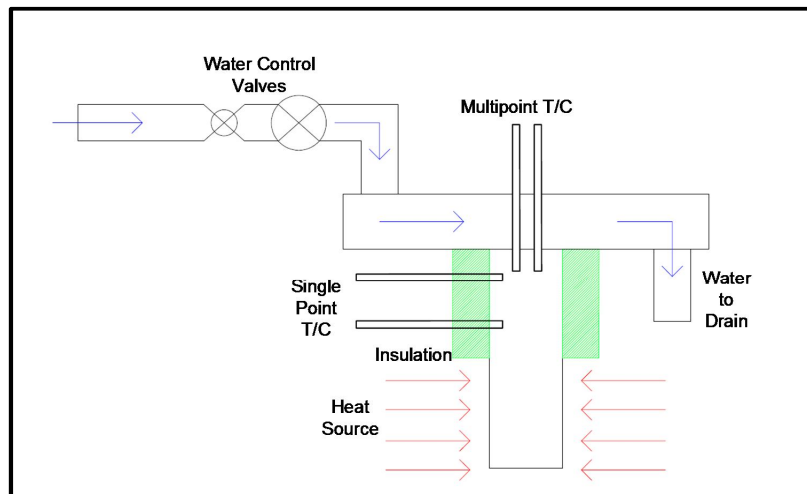 Water Control
Valves
Multipoint T/C
Single
Point
T/C
Water
to
Drain
Insulation
Heat
Source